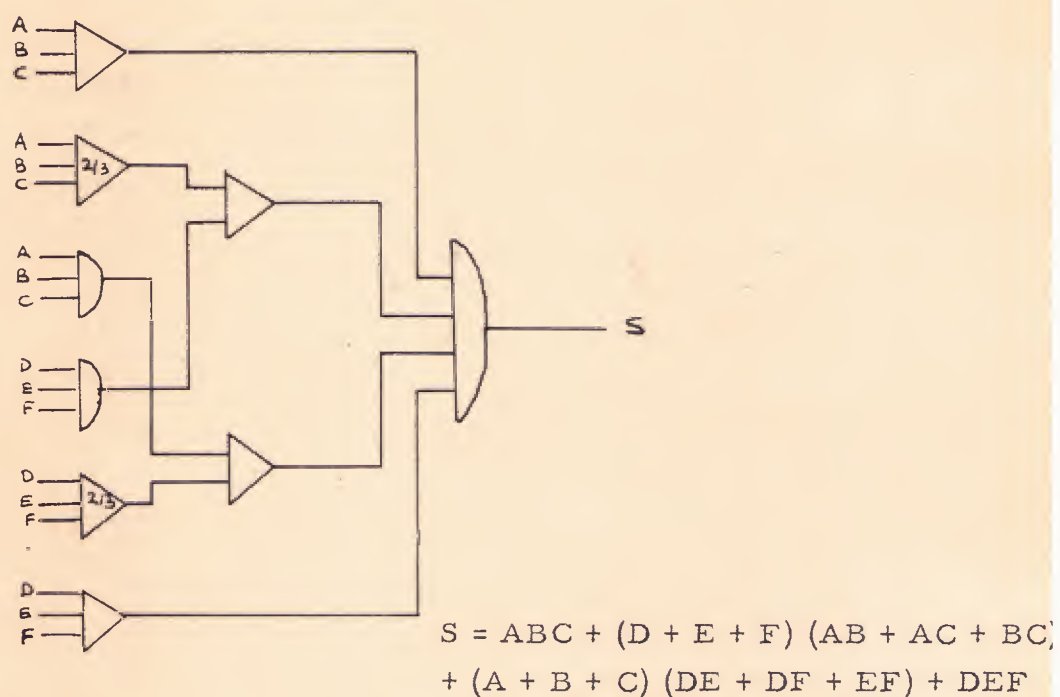 A
B
C
A
B
C
2/3
A
B
C
D
E
F
D
E
F
2/3
D
E
F
S
S = ABC + (D + E + F) (AB + AC + BC)
+ (A + B + C) (DE + DF + EF) + DEF